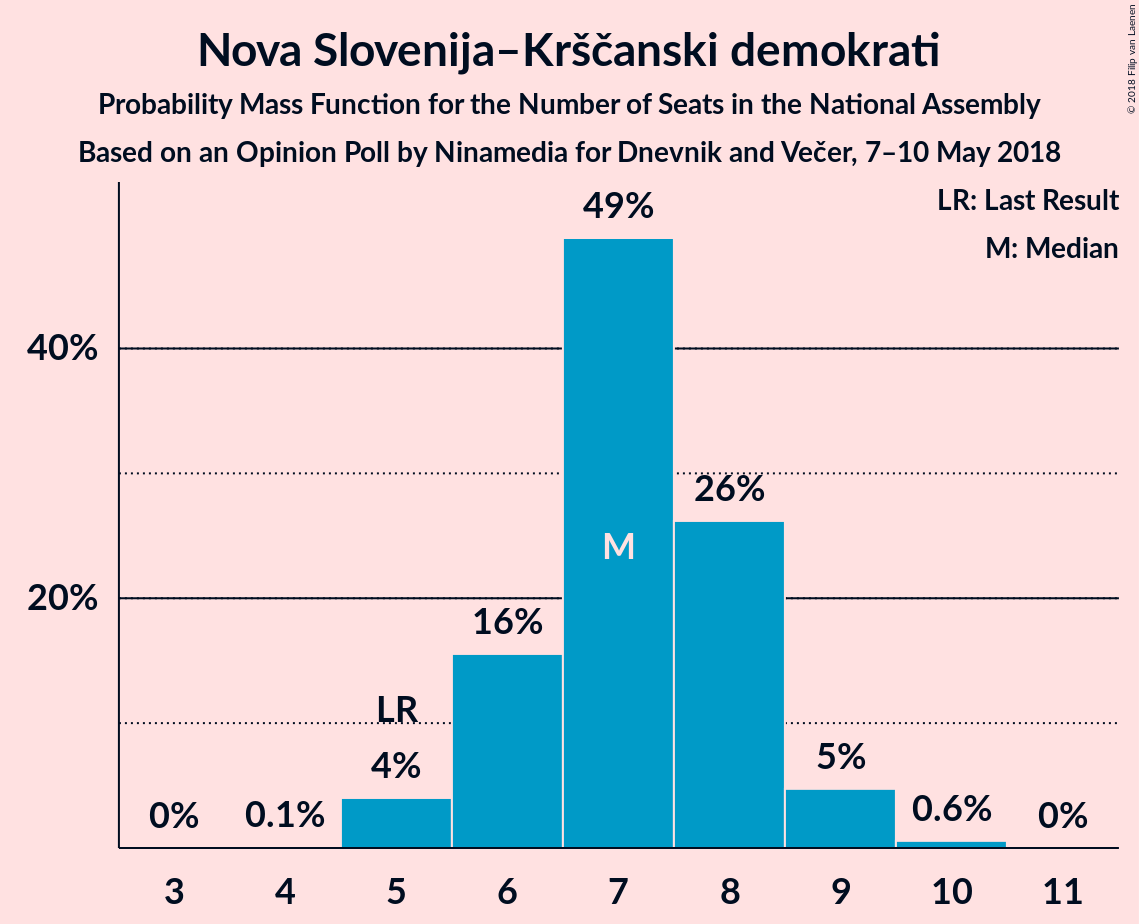 Nova Slovenija–Krščanski demokrati
Probability Mass Function for the Number of Seats in the National Assembly
Based on an Opinion Poll by Ninamedia for Dnevnik and Večer, 7–10 May 2018
© 2018 Filip van Laenen
LR: Last Result
M: Median
49%
40%
26%
M
20%
16%
LR
4%
5%
0%
0.1%
0.6%
0%
3 4 5 6 7 8 9 10 11